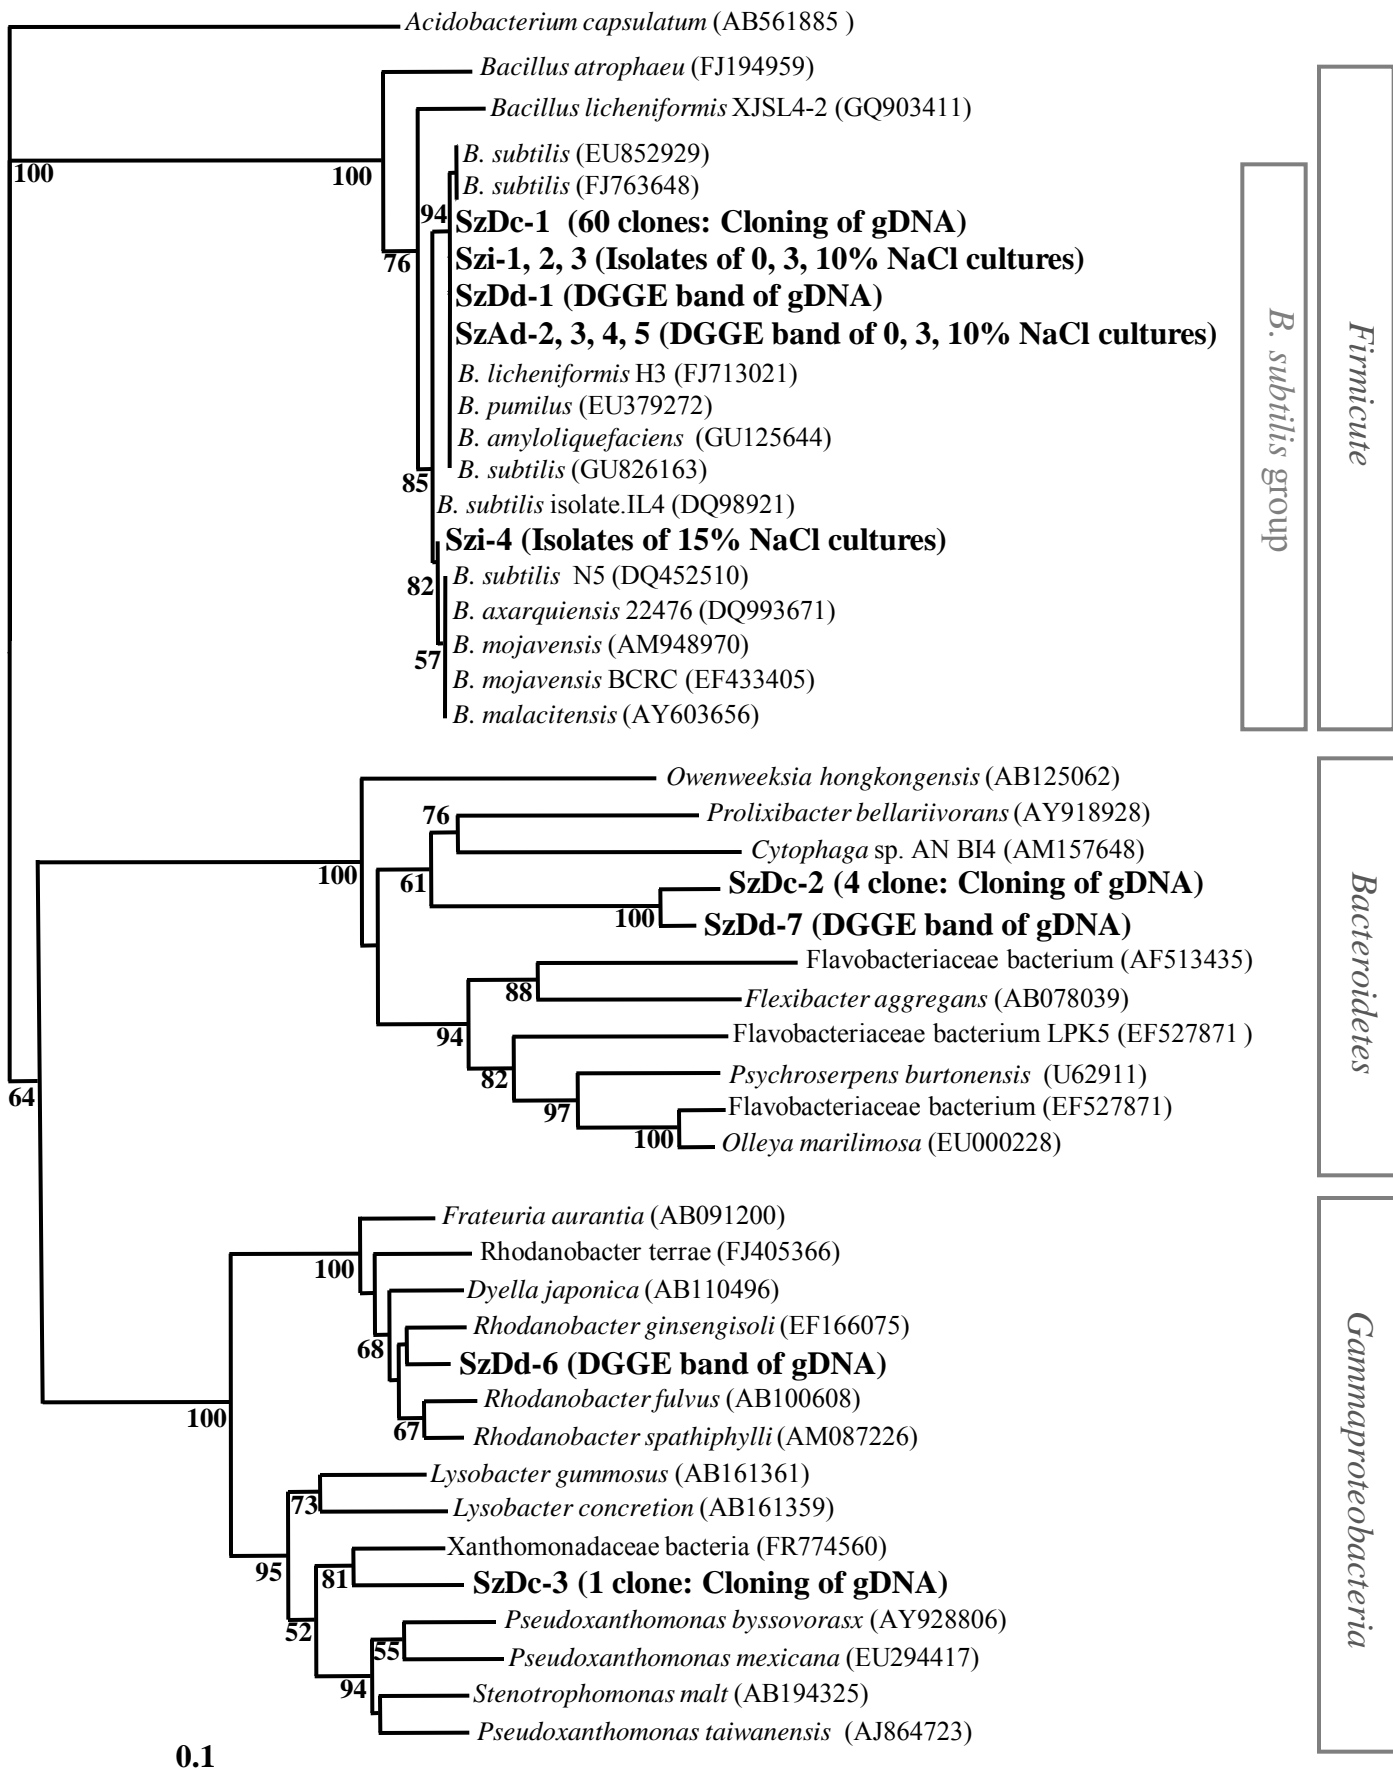 Acidobacterium capsulatum (AB561885 )
Bacillus atrophaeu (FJ194959)
Bacillus licheniformis XJSL4-2 (GQ903411)
B. subtilis (EU852929)
100
100
B. subtilis (FJ763648)
94
SzDc-1 (60 clones: Cloning of gDNA)
76
Szi-1, 2, 3 (Isolates of 0, 3, 10% NaCl cultures)
SzDd-1 (DGGE band of gDNA)
SzAd-2, 3, 4, 5 (DGGE band of 0, 3, 10% NaCl cultures)
B. licheniformis H3 (FJ713021)
B. pumilus (EU379272)
B. amyloliquefaciens (GU125644)
B. subtilis (GU826163)
85
B. subtilis isolate.IL4 (DQ98921)
Szi-4 (Isolates of 15% NaCl cultures)
82
B. subtilis N5 (DQ452510)
B. axarquiensis 22476 (DQ993671)
B. mojavensis (AM948970)
57
B. mojavensis BCRC (EF433405)
B. malacitensis (AY603656)
B. subtilis group
Firmicute
Owenweeksia hongkongensis (AB125062)
76
Prolixibacter bellariivorans (AY918928)
Cytophaga sp. AN BI4 (AM157648)
100
61
SzDc-2 (4 clone: Cloning of gDNA)
100
SzDd-7 (DGGE band of gDNA)
Flavobacteriaceae bacterium (AF513435)
88
Flexibacter aggregans (AB078039)
94
Flavobacteriaceae bacterium LPK5 (EF527871 )
82
Psychroserpens burtonensis (U62911)
64
97
Flavobacteriaceae bacterium (EF527871)
100
Olleya marilimosa (EU000228)
Bacteroidetes
Frateuria aurantia (AB091200)
100
Rhodanobacter terrae (FJ405366)
Dyella japonica (AB110496)
Rhodanobacter ginsengisoli (EF166075)
68
SzDd-6 (DGGE band of gDNA)
Rhodanobacter fulvus (AB100608)
100
67
Rhodanobacter spathiphylli (AM087226)
Lysobacter gummosus (AB161361)
73
Lysobacter concretion (AB161359)
Xanthomonadaceae bacteria (FR774560)
95
81
SzDc-3 (1 clone: Cloning of gDNA)
52
Pseudoxanthomonas byssovorasx (AY928806)
55
Pseudoxanthomonas mexicana (EU294417)
94
Stenotrophomonas malt (AB194325)
Pseudoxanthomonas taiwanensis (AJ864723)
Gammaproteobacteria
0.1